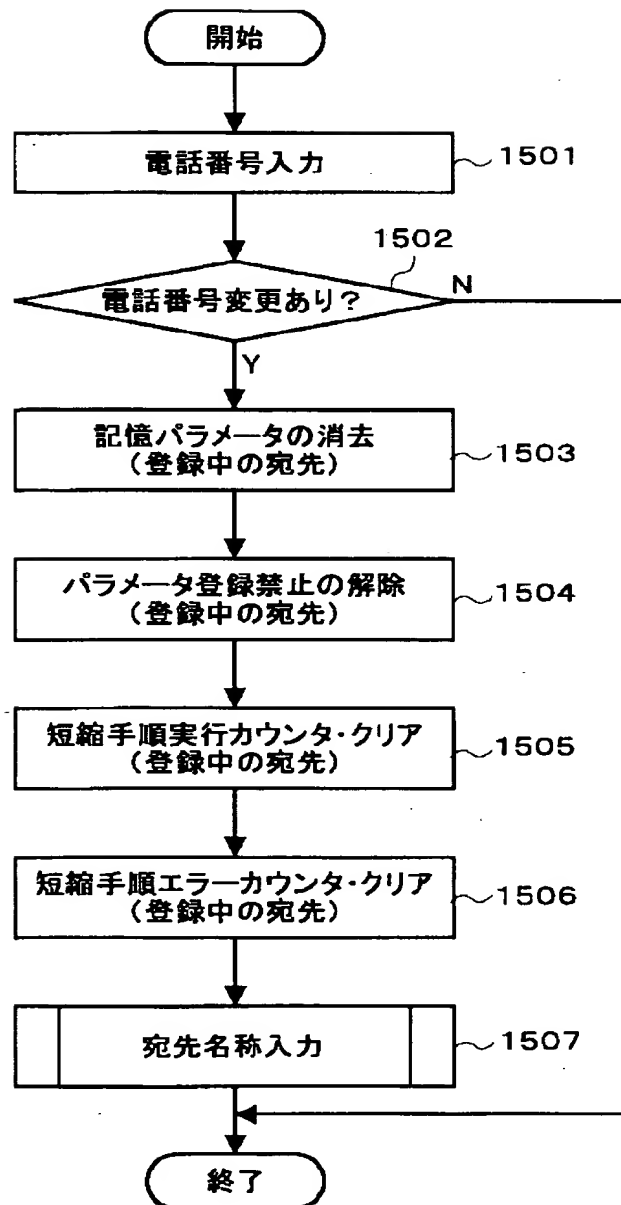 開始
電話番号入力
1501
1502
電話番号変更あり?
N
Y
記憶パラメータの消去
(登録中の宛先)
1503
パラメータ登録禁止の解除
(登録中の宛先)
1504
短縮手順実行カウンタ・クリア
(登録中の宛先)
1505
短縮手順エラーカウンタ・クリア
(登録中の宛先)
1506
宛先名称入力
1507
終了